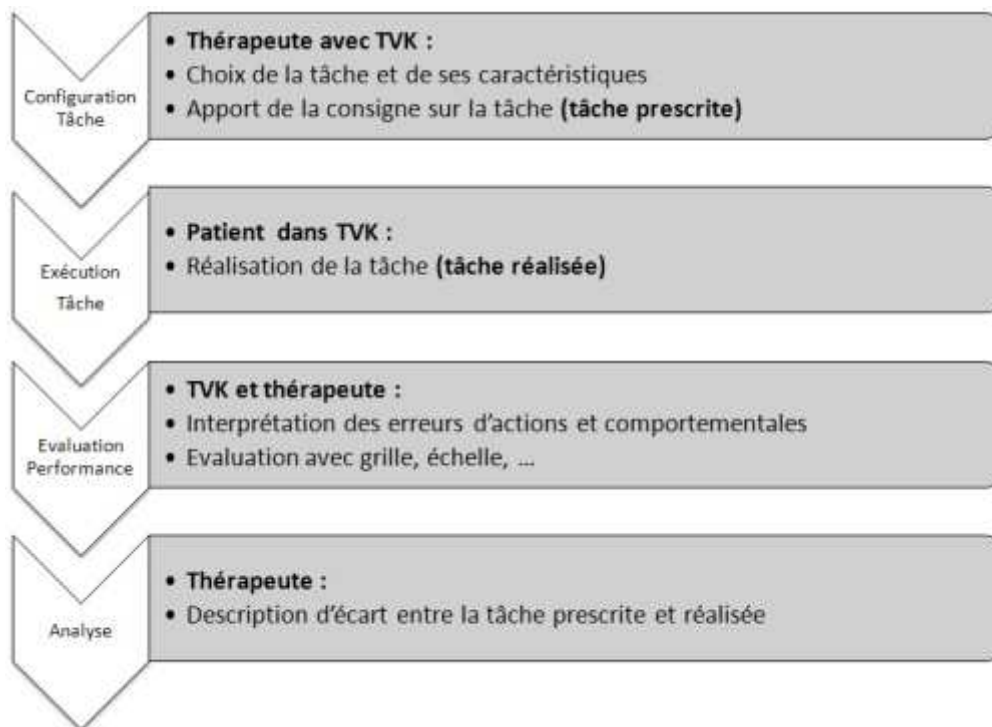 Configuration
Tâche
• Thérapeute avec TVK :
• Choix de la tâche et de ses caractéristiques
• Apport de la consigne sur la tâche (tâche prescrite)
Exécution
Tâche
• Patient dans TVK :
• Réalisation de la tâche (tâche réalisée)
Evaluation
Performance
• TVK et thérapeute :
• Interprétation des erreurs d’actions et comportementales
• Evaluation avec grille, échelle, ...
Analyse
• Thérapeute :
• Description d’écart entre la tâche prescrite et réalisée